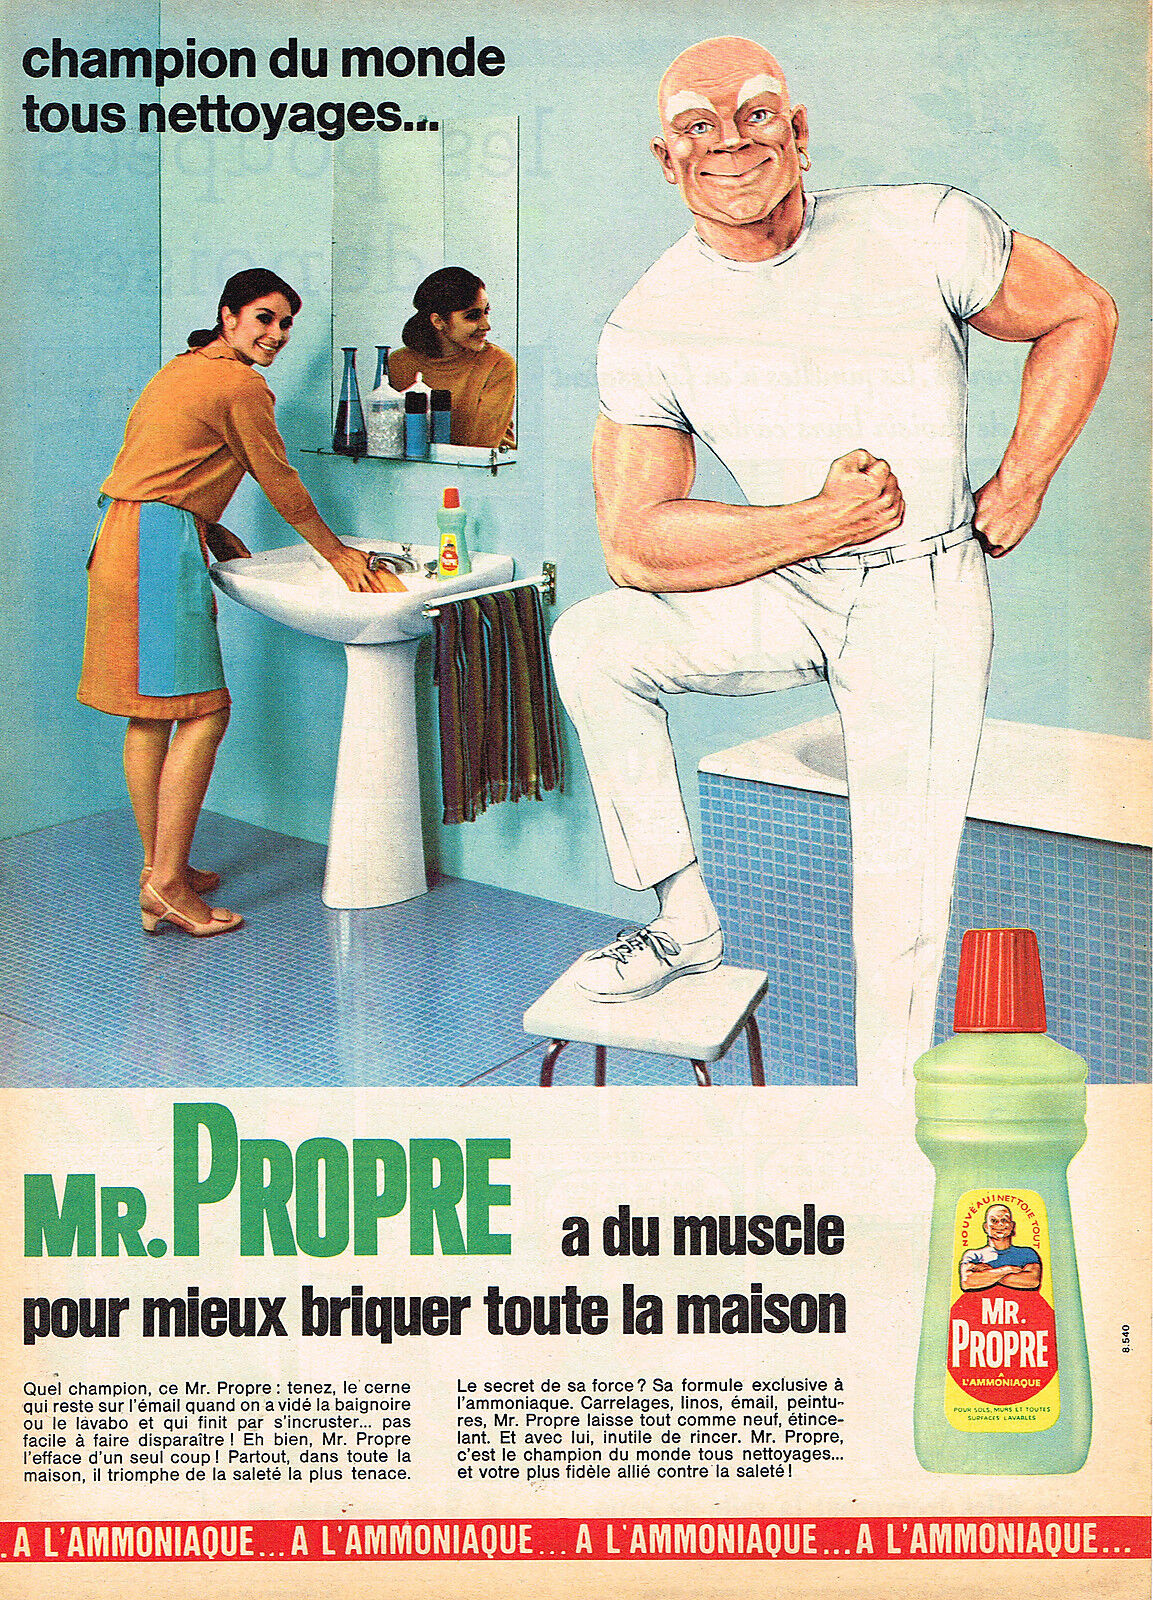 champion du monde
tous nettoyages...
MR. PROPRE a du muscle
pour mieux briquer toute la maison
Quel champion, ce Mr. Propre : tenez, le cerne
qui reste sur l'émail quand on a vidé la baignoire
ou le lavabo et qui finit par s'incruster... pas
facile à faire disparaître ! Eh bien, Mr. Propre
l'efface d'un seul coup ! Partout, dans toute la
maison, il triomphe de la saleté la plus tenace.
Le secret de sa force ? Sa formule exclusive à
l'ammoniaque. Carrelages, linos, émail, peintu-
res, Mr. Propre laisse tout comme neuf, étince-
lant. Et avec lui, inutile de rincer. Mr. Propre,
c'est le champion du monde tous nettoyages...
et votre plus fidèle allié contre la saleté !
NOUVEAU ! NETTOIE TOUT
MR.
PROPRE
A
L'AMMONIAQUE
POUR SOLS, MURS ET TOUTES
SURFACES LAVABLES
8.540
. A L'AMMONIAQUE... A L'AMMONIAQUE... A L'AMMONIAQUE... A L'AMMONIAQUE...